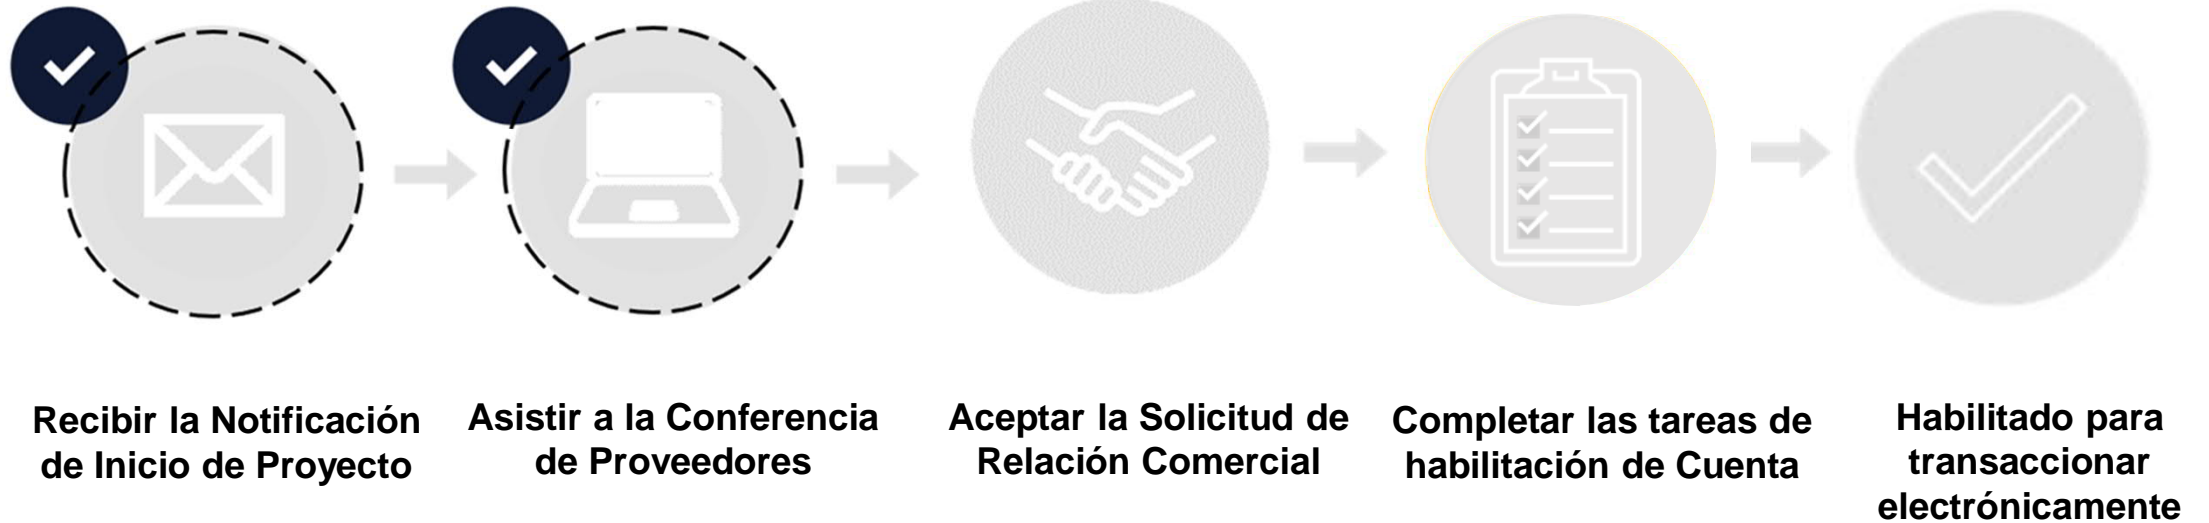 Recibir la Notificación
de Inicio de Proyecto
Asistir a la Conferencia
de Proveedores
Aceptar la Solicitud de
Relación Comercial
Completar las tareas de
habilitación de Cuenta
Habilitado para
transaccionar
electrónicamente